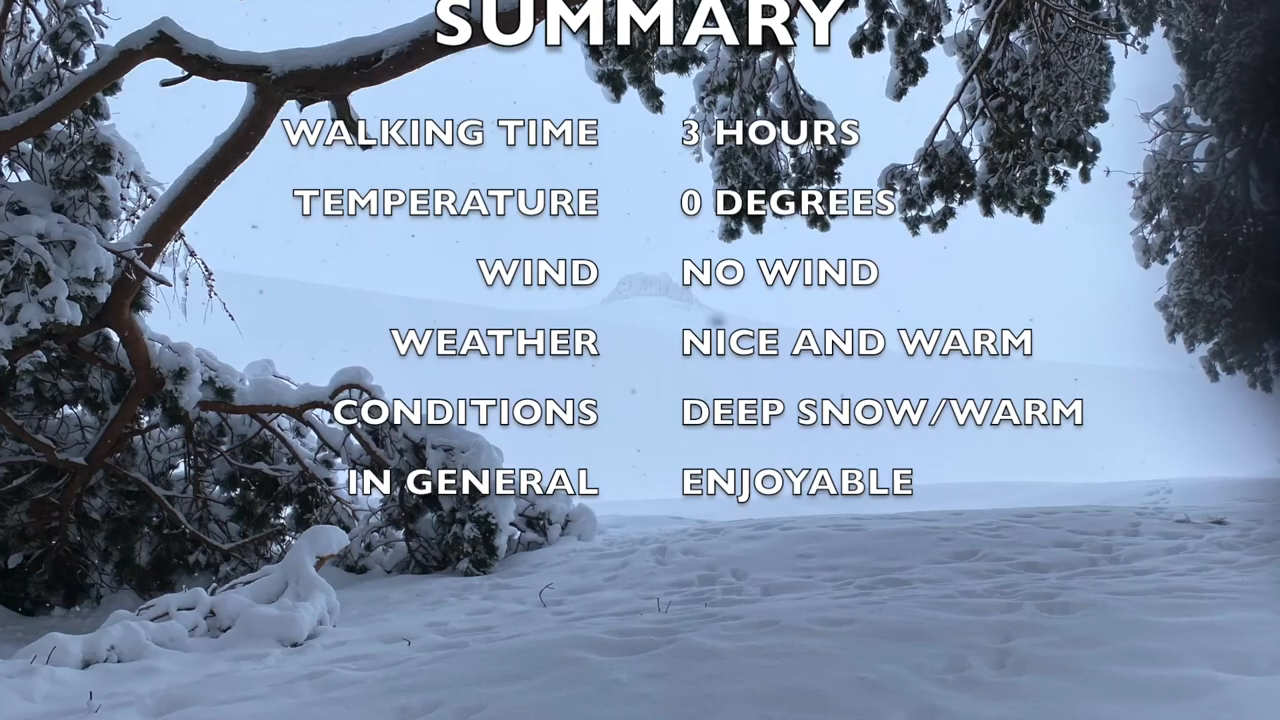 SUMMARY
WALKING TIME 3 HOURS
TEMPERATURE 0 DEGREES
WIND NO WIND
WEATHER NICE AND WARM
CONDITIONS DEEP SNOW/WARM
IN GENERAL ENJOYABLE